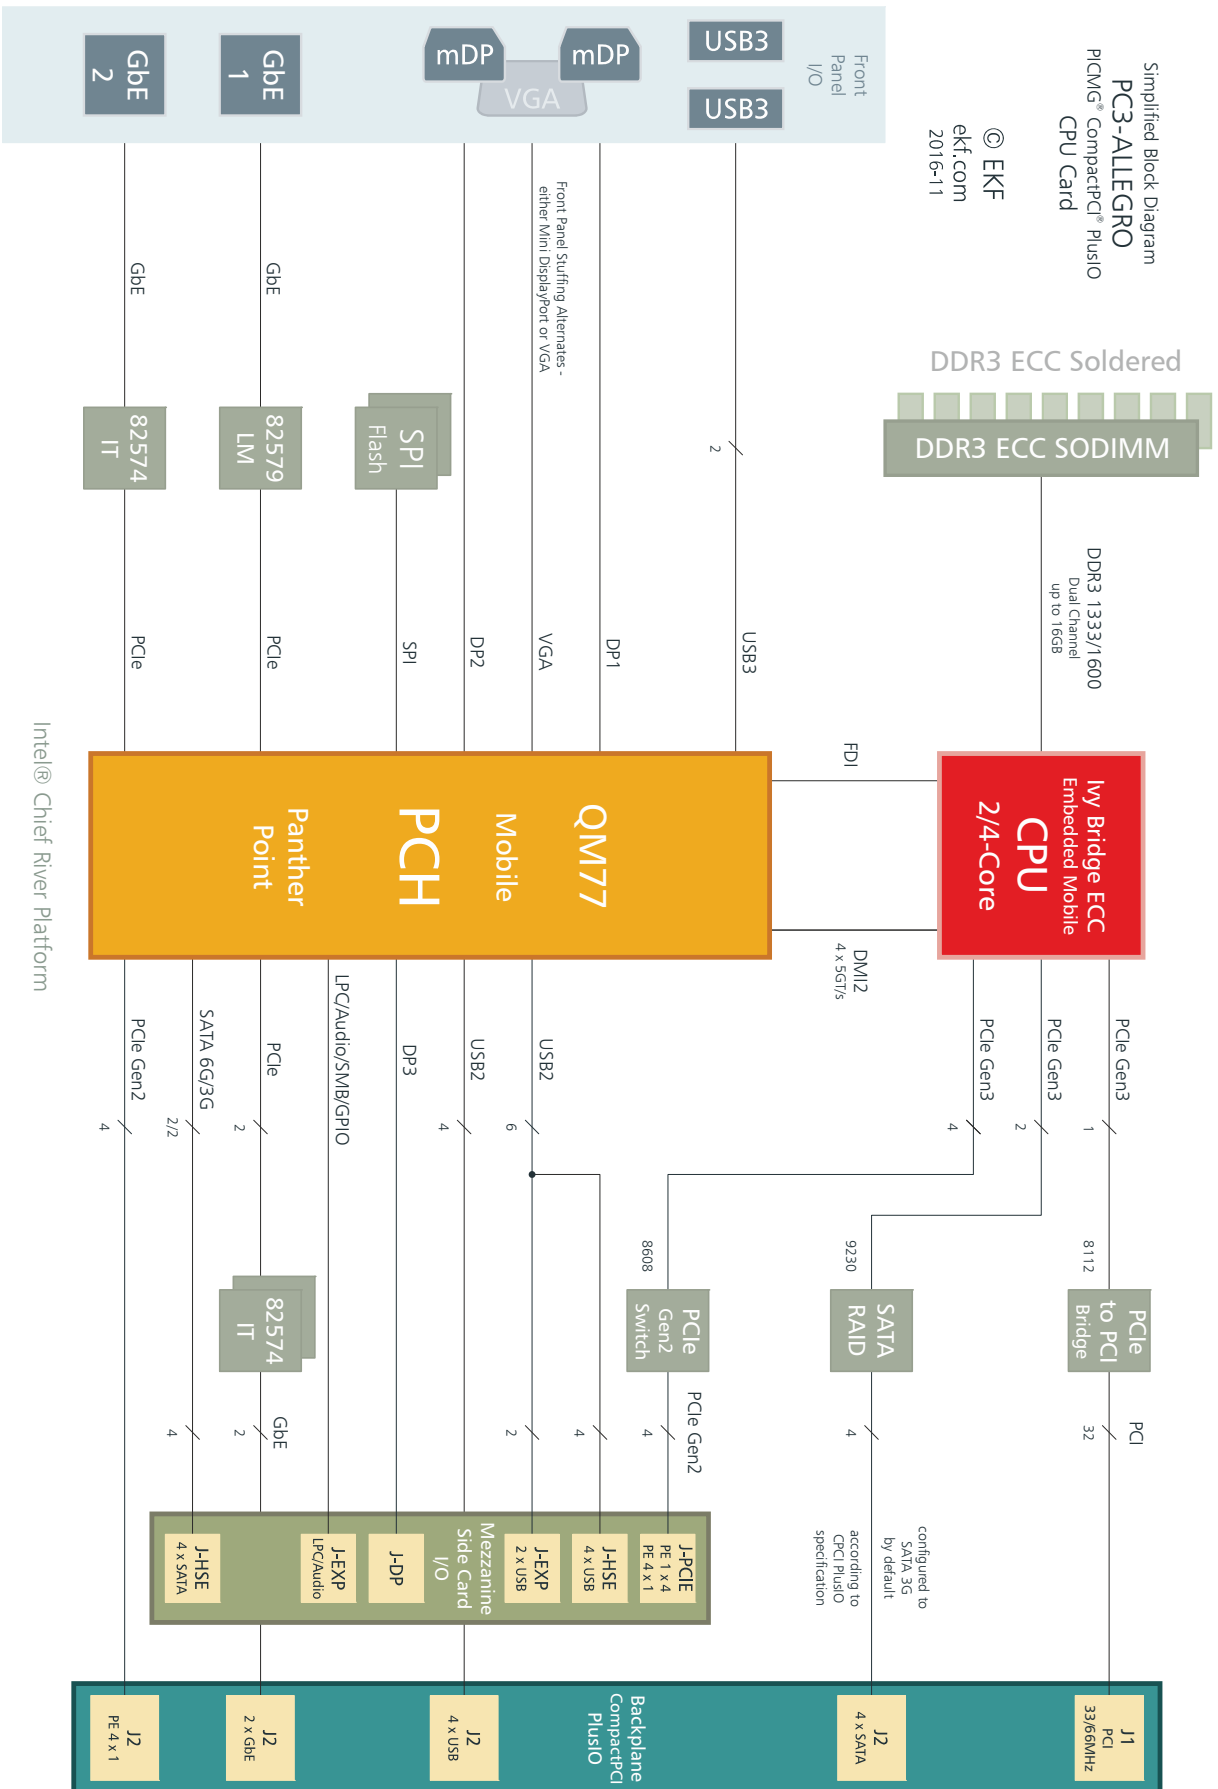 Simplified Block Diagram
PC3-ALLEGRO
PICMG® CompactPCI® PlusIO
CPU Card
© EKF
ekf.com
2016-11
Front
Panel
I/O
USB3
USB3
mDP
mDP
VGA
GbE
1
GbE
2
Front Panel Stuffing Alternates -
either Mini DisplayPort or VGA
GbE
GbE
DDR3 ECC Soldered
DDR3 ECC SODIMM
2
SPI
Flash
82579
LM
82574
IT
DDR3 1333/1600
Dual Channel
up to 16GB
USB3
DP1
VGA
DP2
SPI
PCIe
PCIe
Ivy Bridge ECC
Embedded Mobile
CPU
2/4-Core
FDI
DMI2
4 x 5GT/s
QM77
Mobile
PCH
Panther
Point
Intel® Chief River Platform
PCIe Gen3
1
PCIe Gen3
2
PCIe Gen3
4
USB2
6
USB2
4
DP3
LPC/Audio/SMB/GPIO
PCIe
2
SATA 6G/3G
2/2
PCIe Gen2
4
8112
PCIe
to PCI
Bridge
9230
SATA
RAID
8608
PCIe
Gen2
Switch
82574
IT
PCI
32
4
PCIe Gen2
4
4
2
GbE
2
4
configured to
SATA 3G
by default
according to
CPCI PlusIO
specification
Mezzanine
Side Card
I/O
J-PCIE
PE 1 x 4
PE 4 x 1
J-HSE
4 x USB
J-EXP
2 x USB
J-DP
J-EXP
LPC/Audio
J-HSE
4 x SATA
Backplane
CompactPCI
PlusIO
J1
PCI
33/66MHz
J2
4 x SATA
J2
4 x USB
J2
2 x GbE
J2
PE 4 x 1